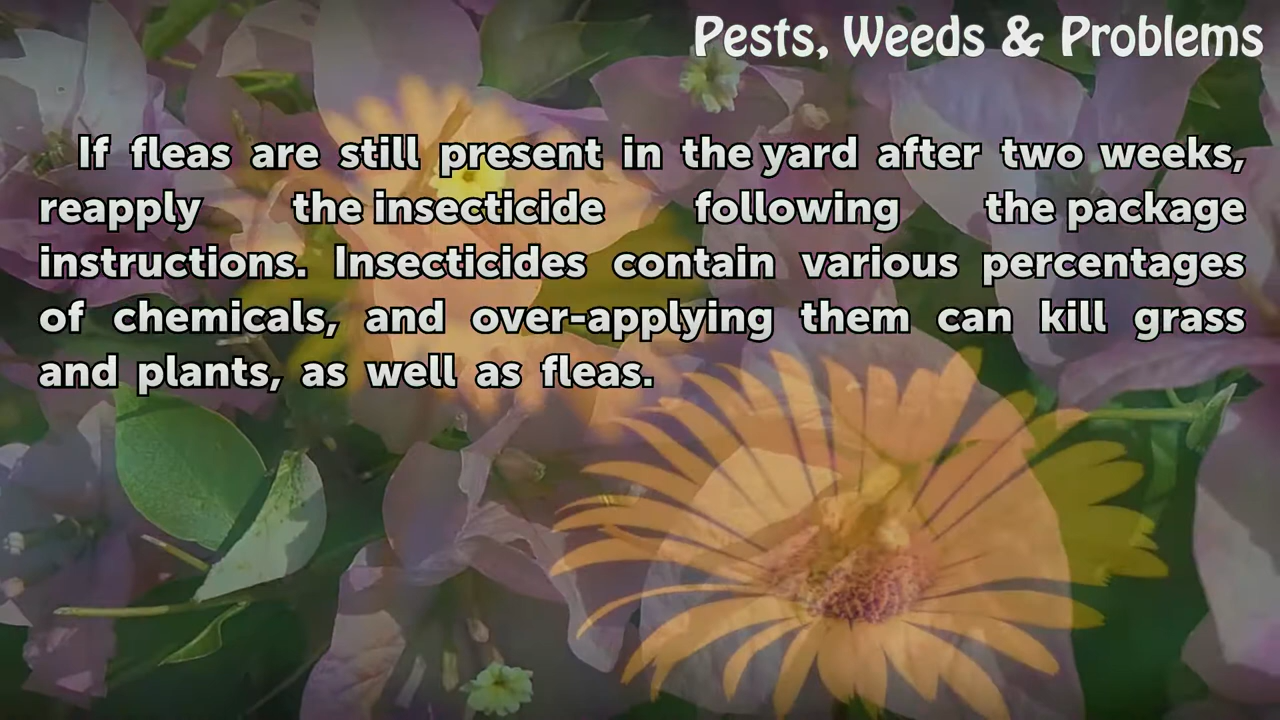 Pests, Weeds & Problems
If fleas are still present in the yard after two weeks,
reapply the insecticide following the package
instructions. Insecticides contain various percentages
of chemicals, and over-applying them can kill grass
and plants, as well as fleas.